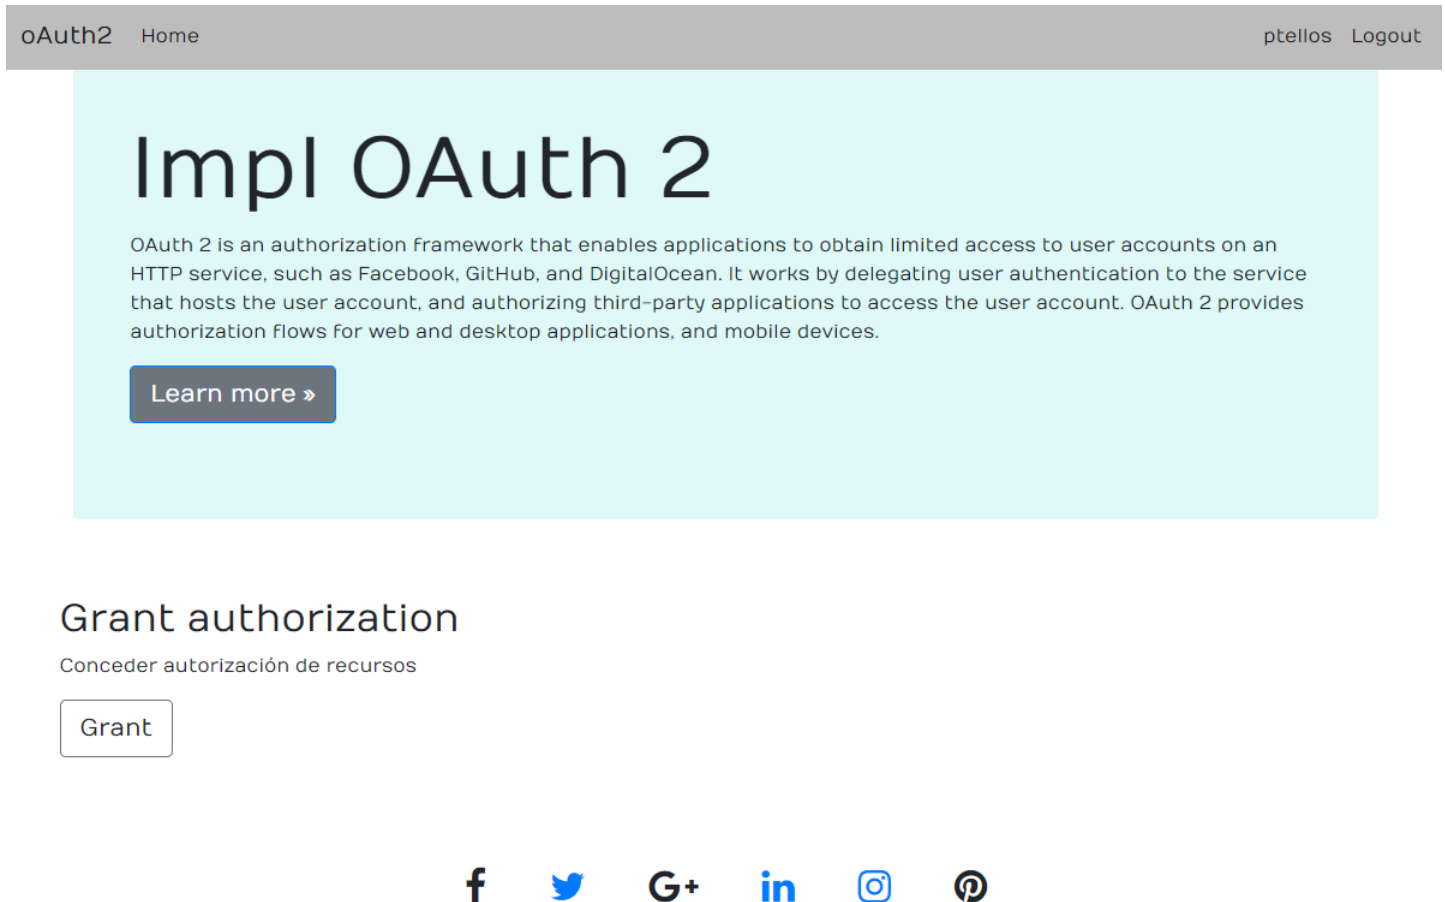 oAuth2 Home ptellos Logout
Impl OAuth 2
OAuth 2 is an authorization framework that enables applications to obtain limited access to user accounts on an
HTTP service, such as Facebook, GitHub, and DigitalOcean. It works by delegating user authentication to the service
that hosts the user account, and authorizing third-party applications to access the user account. OAuth 2 provides
authorization flows for web and desktop applications, and mobile devices.
Learn more »
Grant authorization
Conceder autorización de recursos
Grant